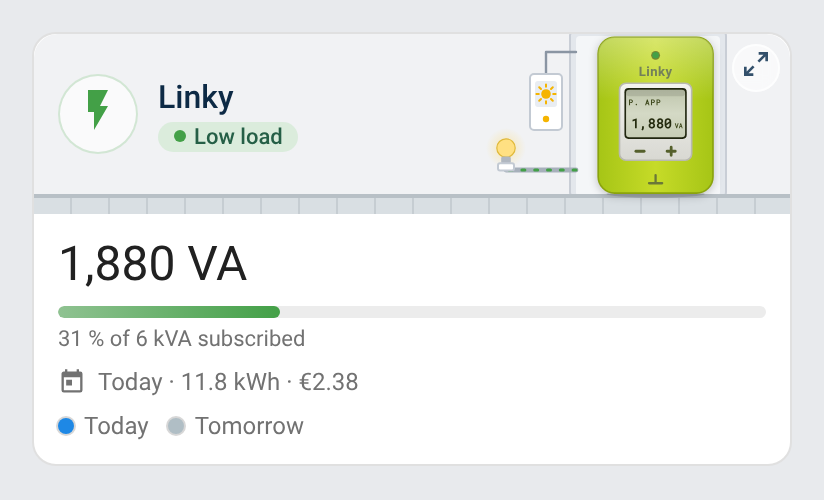 Linky
Low load
Linky
P. APP
1,880 VA
1,880 VA
31 % of 6 kVA subscribed
Today · 11.8 kWh · €2.38
Today
Tomorrow